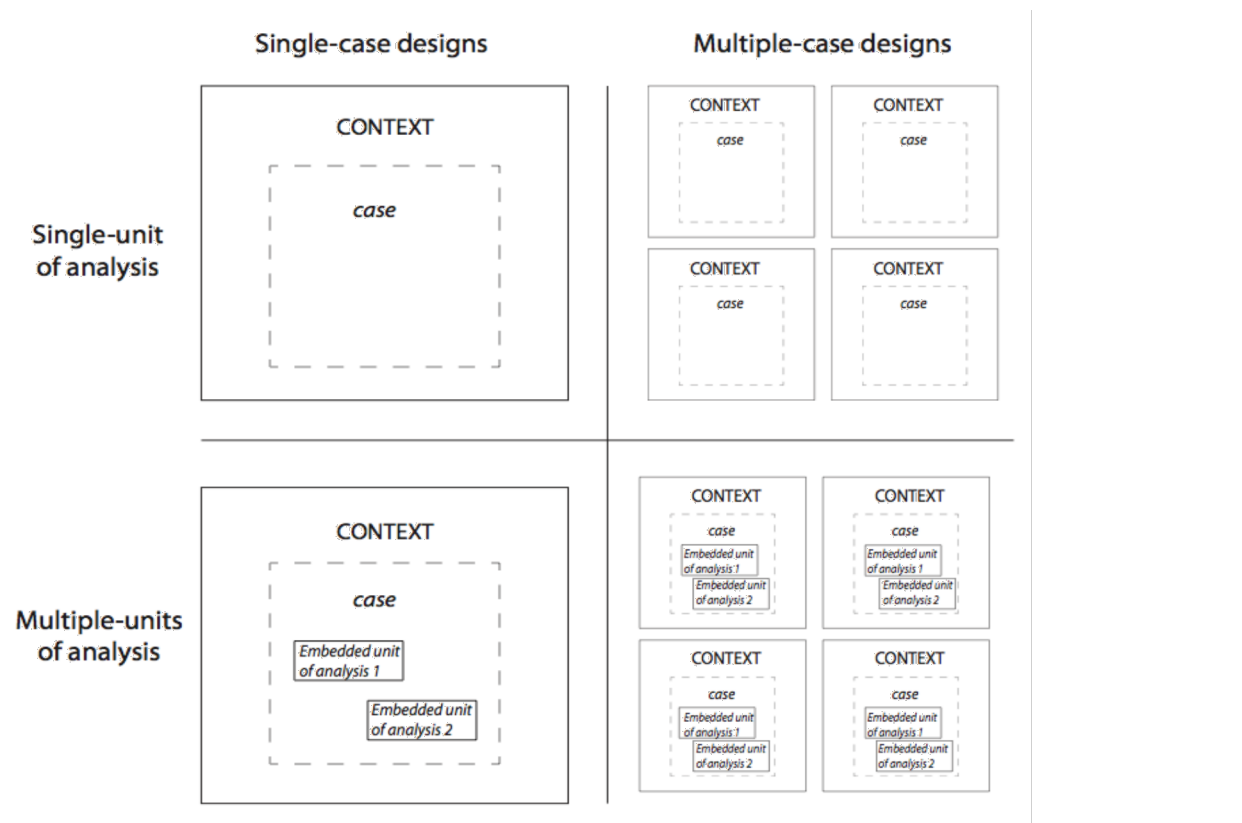 Single-case designs
Multiple-case designs
Single-unit
of analysis
CONTEXT
case
CONTEXT
case
CONTEXT
case
CONTEXT
case
CONTEXT
case
Multiple-units
of analysis
CONTEXT
case
Embedded unit
of analysis 1
Embedded unit
of analysis 2
CONTEXT
case
Embedded unit
of analysis 1
Embedded unit
of analysis 2
CONTEXT
case
Embedded unit
of analysis 1
Embedded unit
of analysis 2
CONTEXT
case
Embedded unit
of analysis 1
Embedded unit
of analysis 2
CONTEXT
case
Embedded unit
of analysis 1
Embedded unit
of analysis 2